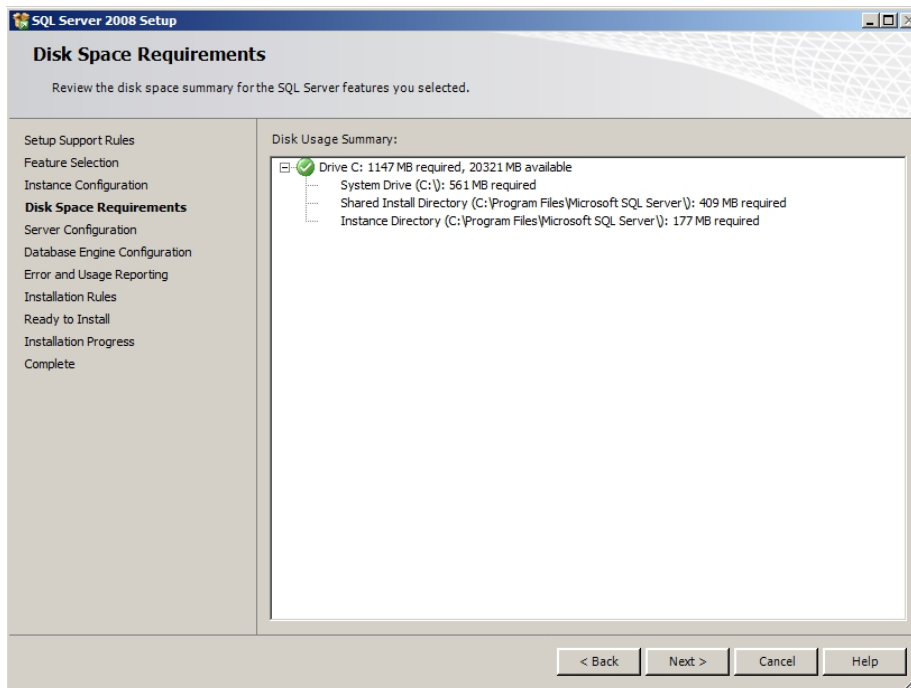 SQL Server 2008 Setup
Disk Space Requirements
Review the disk space summary for the SQL Server features you selected.
Setup Support Rules
Feature Selection
Instance Configuration
Disk Space Requirements
Server Configuration
Database Engine Configuration
Error and Usage Reporting
Installation Rules
Ready to Install
Installation Progress
Complete
Disk Usage Summary:
Drive C: 1147 MB required, 20321 MB available
System Drive (C:\): 561 MB required
Shared Install Directory (C:\Program Files\Microsoft SQL Server\): 409 MB required
Instance Directory (C:\Program Files\Microsoft SQL Server\): 177 MB required
< Back
Next >
Cancel
Help